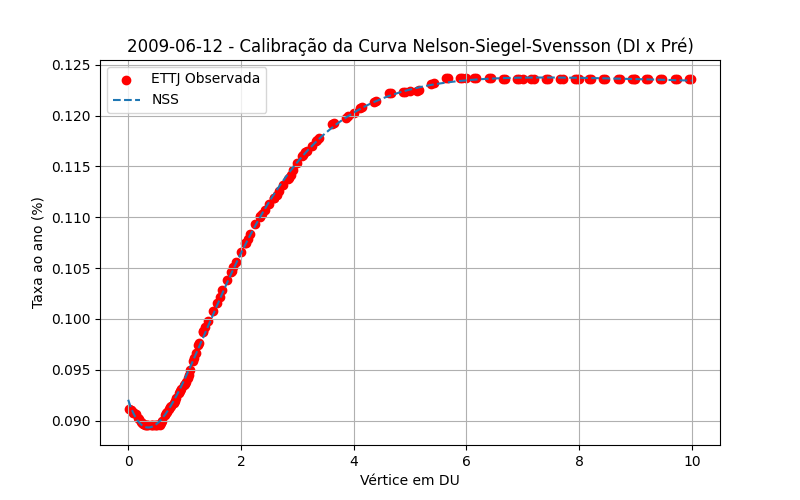 2009-06-12 - Calibração da Curva Nelson-Siegel-Svensson (DI x Pré)
ETTJ Observada
NSS
Taxa ao ano (%)
0.125
0.120
0.115
0.110
0.105
0.100
0.095
0.090
0 2 4 6 8 10
Vértice em DU